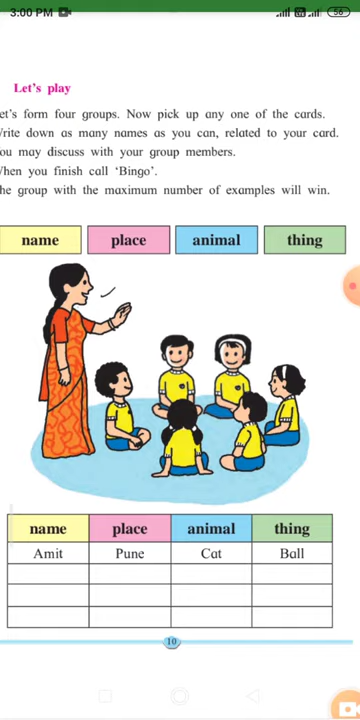 3:00 PM
56
Let's play
et's form four groups. Now pick up any one of the cards.
Write down as many names as you can, related to your card.
ou may discuss with your group members.
When you finish call 'Bingo'.
he group with the maximum number of examples will win.
name place animal thing
name place animal thing
Amit Pune Cat Ball
10